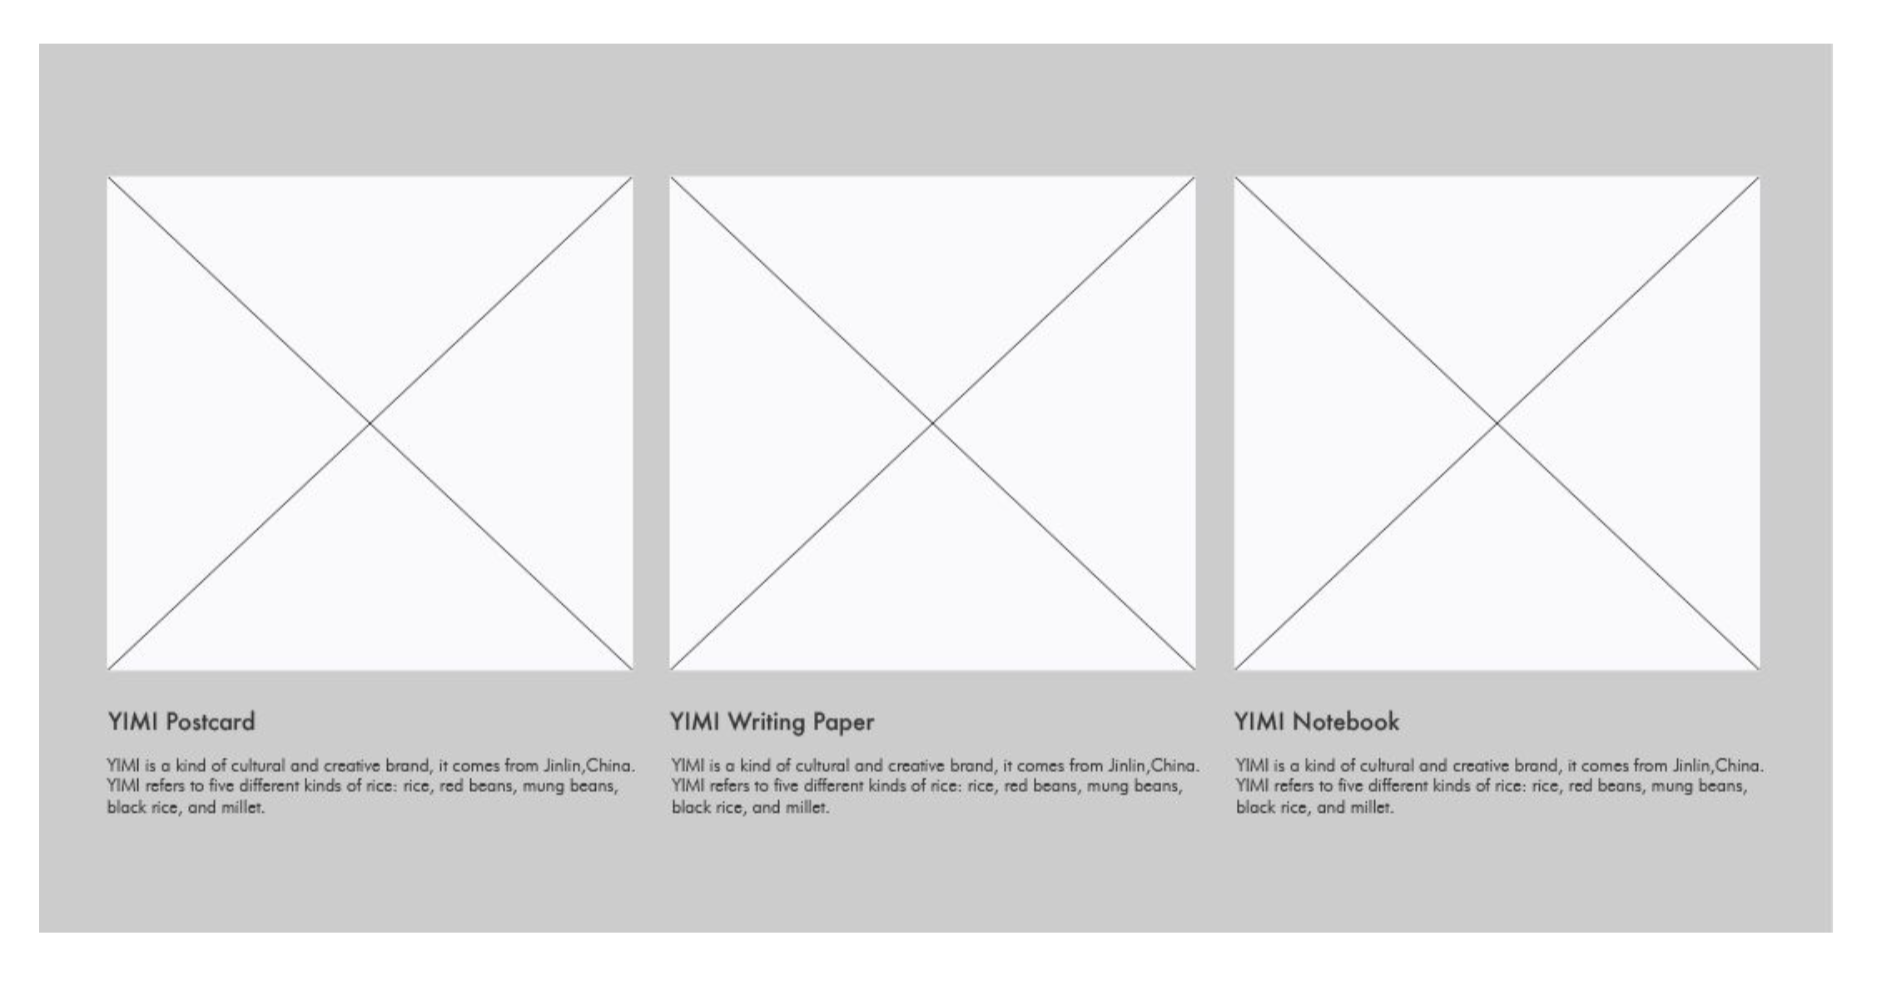 YIMI Postcard
YIMI is a kind of cultural and creative brand, it comes from Jinlin,China.
YIMI refers to five different kinds of rice: rice, red beans, mung beans,
black rice, and millet.
YIMI Writing Paper
YIMI is a kind of cultural and creative brand, it comes from Jinlin,China.
YIMI refers to five different kinds of rice: rice, red beans, mung beans,
black rice, and millet.
YIMI Notebook
YIMI is a kind of cultural and creative brand, it comes from Jinlin,China.
YIMI refers to five different kinds of rice: rice, red beans, mung beans,
black rice, and millet.